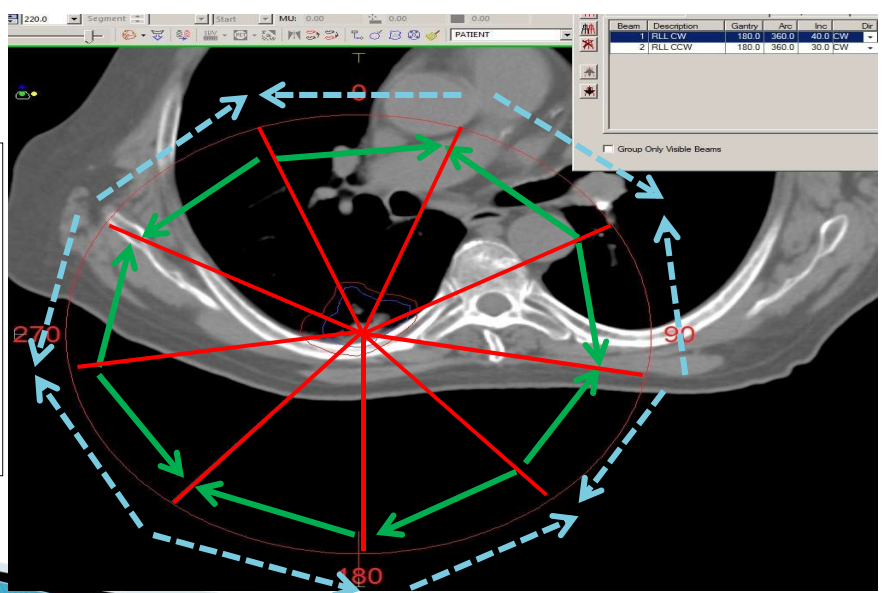 220.0 Segment Start MU: 0.00 0.00 0.00
PATIENT
Beam Description Gantry Arc Inc Dir
1 RLL CW 180.0 360.0 40.0 CW
2 RLL CCW 180.0 360.0 30.0 CW
Group Only Visible Beams
0
270
90
180